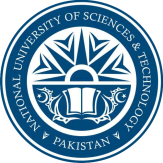 NATIONAL UNIVERSITY OF SCIENCES & TECHNOLOGY
PAKISTAN